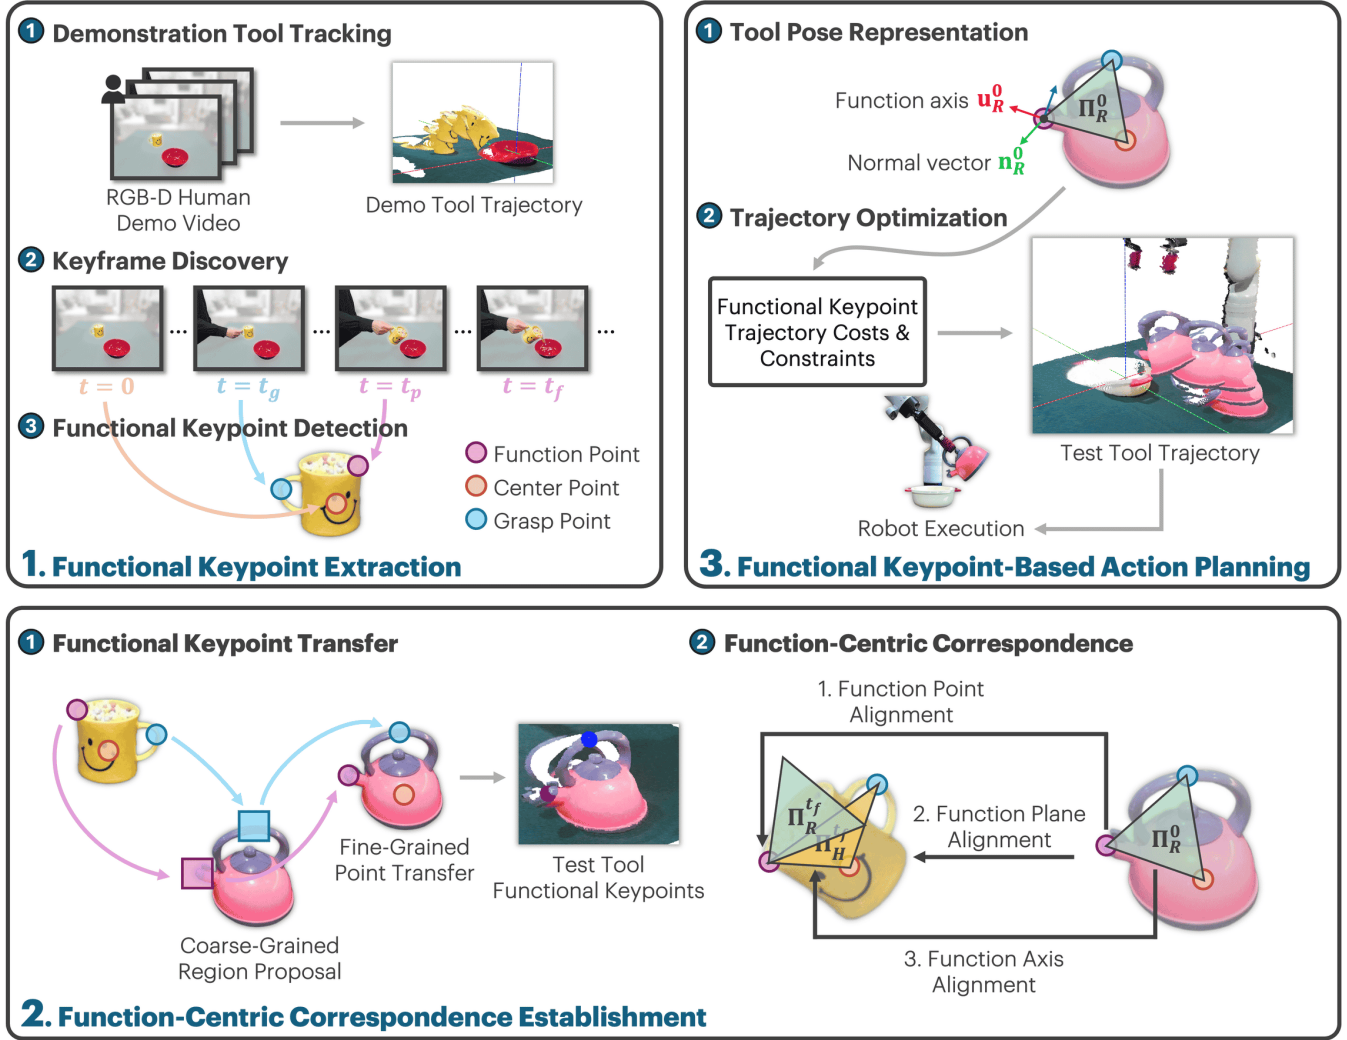 1 Demonstration Tool Tracking
RGB-D Human
Demo Video
Demo Tool Trajectory
2 Keyframe Discovery
... ... ... ...
t = 0
t = t_g
t = t_p
t = t_f
3 Functional Keypoint Detection
Function Point
Center Point
Grasp Point
1. Functional Keypoint Extraction
1 Tool Pose Representation
Function axis u_R^0
Π_R^0
Normal vector n_R^0
2 Trajectory Optimization
Functional Keypoint
Trajectory Costs &
Constraints
Test Tool Trajectory
Robot Execution
3. Functional Keypoint-Based Action Planning
1 Functional Keypoint Transfer
Fine-Grained
Point Transfer
Test Tool
Functional Keypoints
Coarse-Grained
Region Proposal
2 Function-Centric Correspondence
1. Function Point
Alignment
Π_R^{t_f}
Π_H^{t_f}
2. Function Plane
Alignment
Π_R^0
3. Function Axis
Alignment
2. Function-Centric Correspondence Establishment